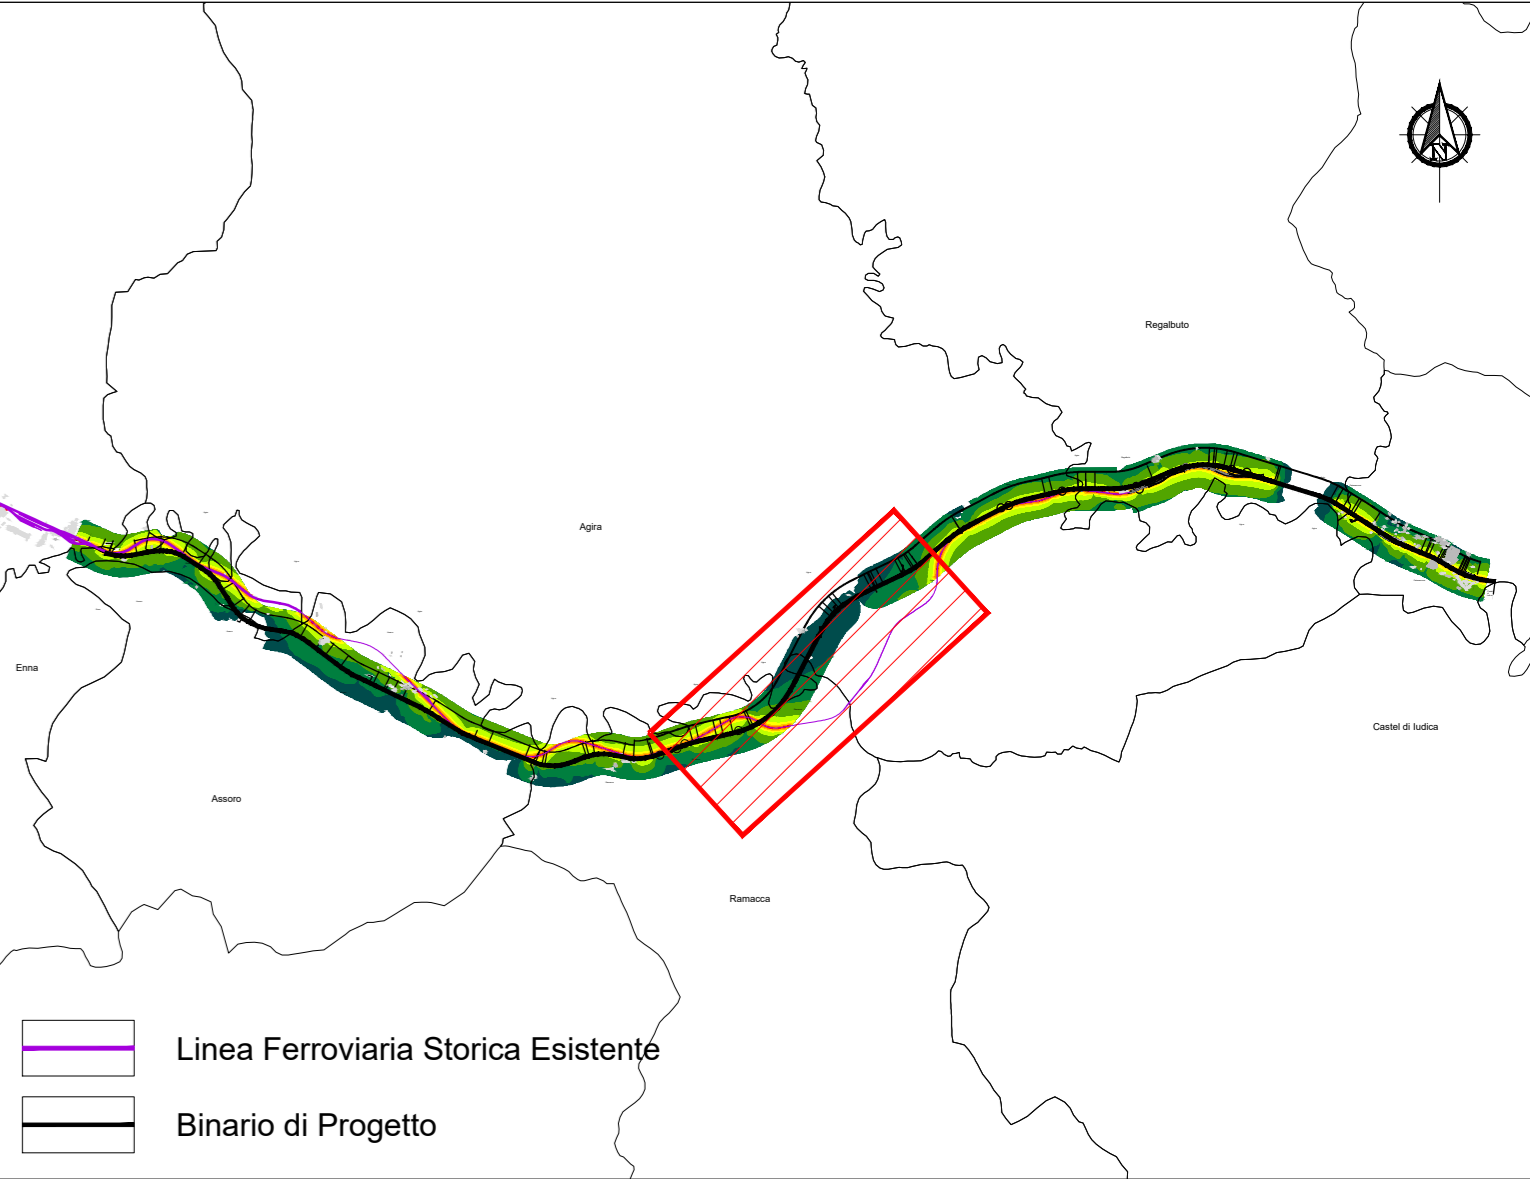 N
Regalbuto
Agira
Enna
Castel di Iudica
Assoro
Ramacca
Linea Ferroviaria Storica Esistente
Binario di Progetto